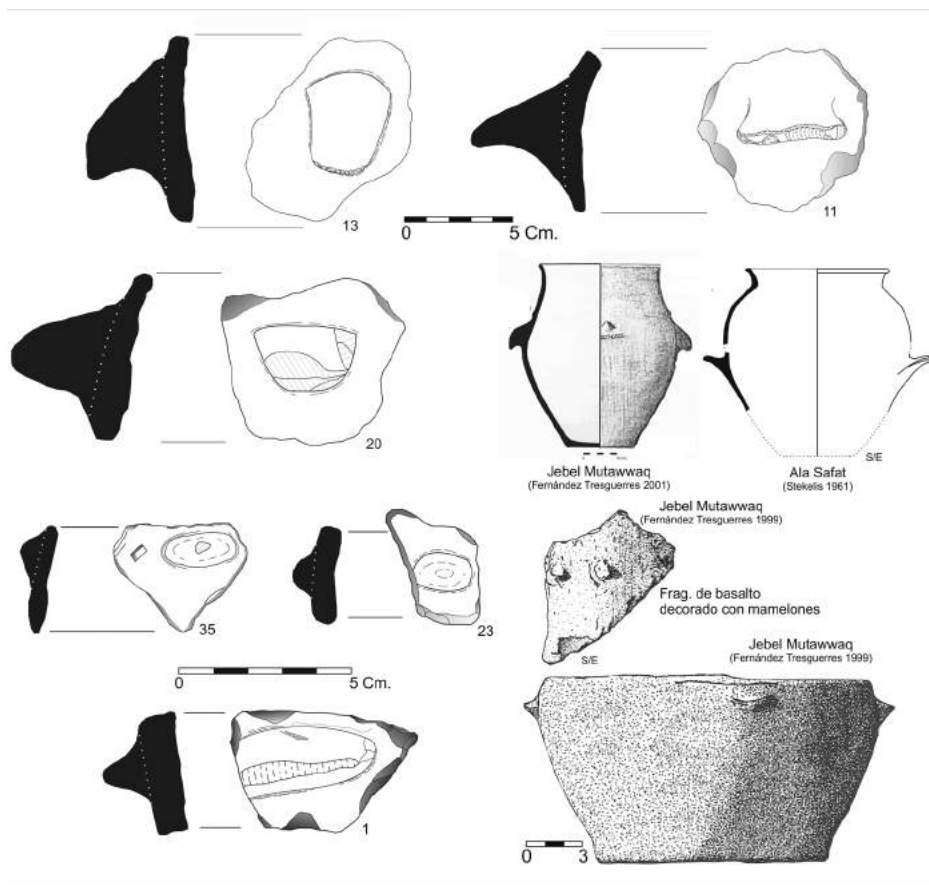 13
0
5 Cm.
11
20
Jebel Mutawwaq
(Fernández Tresguerres 2001)
S/E
Ala Safat
(Stekelis 1961)
Jebel Mutawwaq
(Fernández Tresguerres 1999)
Frag. de basalto
decorado con mamelones
S/E
35
23
0
5 Cm.
Jebel Mutawwaq
(Fernández Tresguerres 1999)
1
0
3